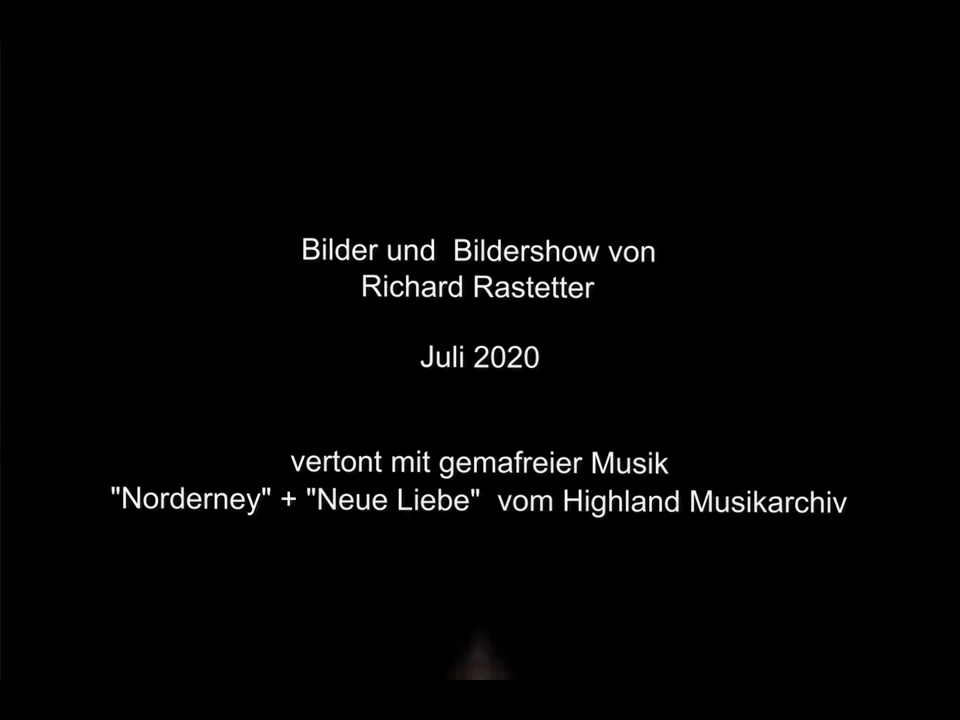 Bilder und  Bildershow von
Richard Rastetter
Juli 2020
vertont mit gemafreier Musik
"Norderney" + "Neue Liebe"  vom Highland Musikarchiv